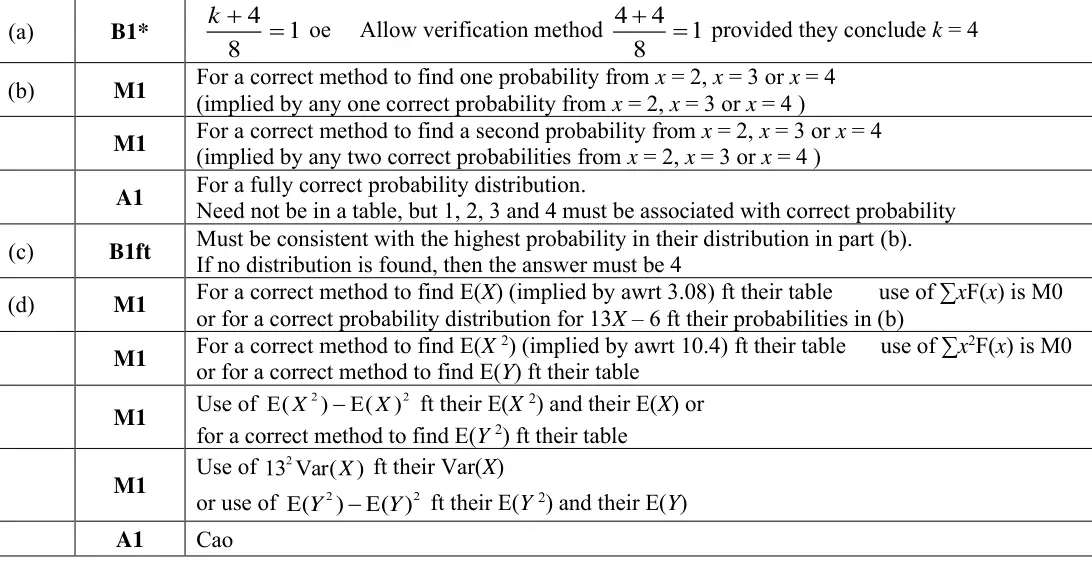 (a) B1* (k + 4)/8 = 1 oe Allow verification method (4 + 4)/8 = 1 provided they conclude k = 4
(b) M1 For a correct method to find one probability from x = 2, x = 3 or x = 4
(implied by any one correct probability from x = 2, x = 3 or x = 4 )
M1 For a correct method to find a second probability from x = 2, x = 3 or x = 4
(implied by any two correct probabilities from x = 2, x = 3 or x = 4 )
A1 For a fully correct probability distribution.
Need not be in a table, but 1, 2, 3 and 4 must be associated with correct probability
(c) B1ft Must be consistent with the highest probability in their distribution in part (b).
If no distribution is found, then the answer must be 4
(d) M1 For a correct method to find E(X) (implied by awrt 3.08) ft their table use of ∑xF(x) is M0
or for a correct probability distribution for 13X – 6 ft their probabilities in (b)
M1 For a correct method to find E(X ²) (implied by awrt 10.4) ft their table use of ∑x²F(x) is M0
or for a correct method to find E(Y) ft their table
M1 Use of E(X²) – E(X)² ft their E(X ²) and their E(X) or
for a correct method to find E(Y ²) ft their table
M1 Use of 13²Var(X) ft their Var(X)
or use of E(Y²) – E(Y)² ft their E(Y ²) and their E(Y)
A1 Cao